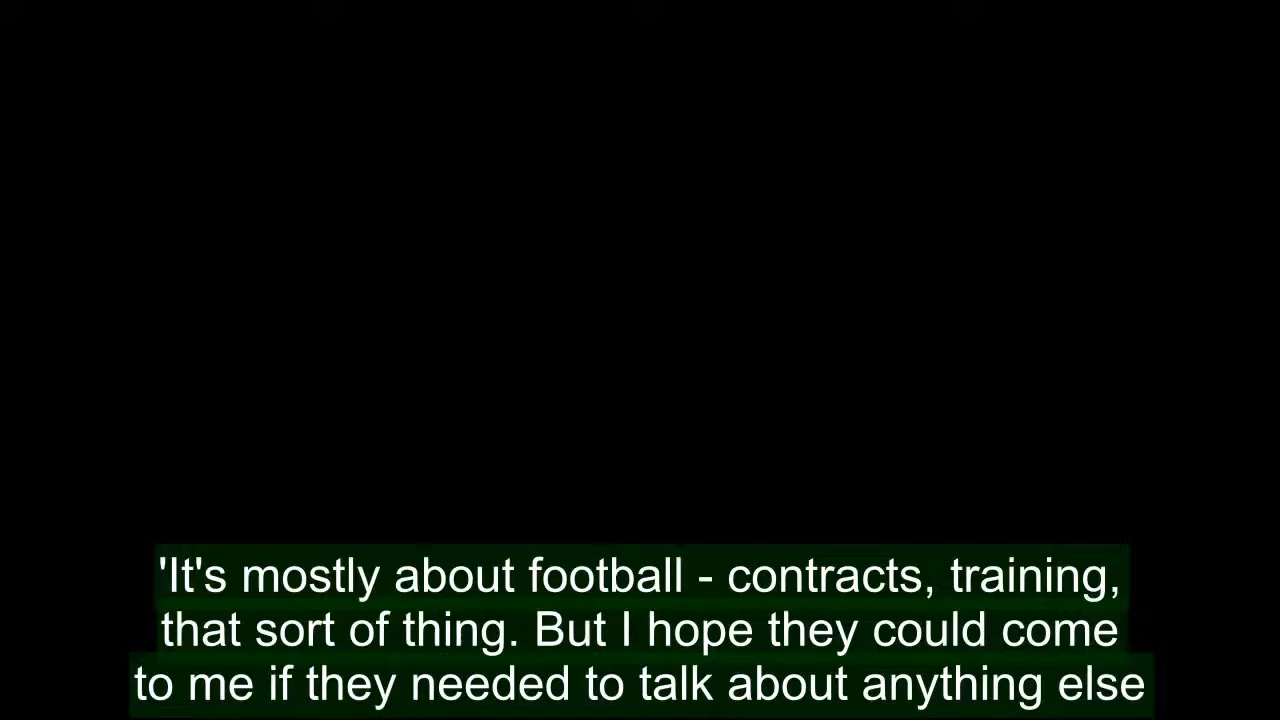 'It's mostly about football - contracts, training,
that sort of thing. But I hope they could come
to me if they needed to talk about anything else